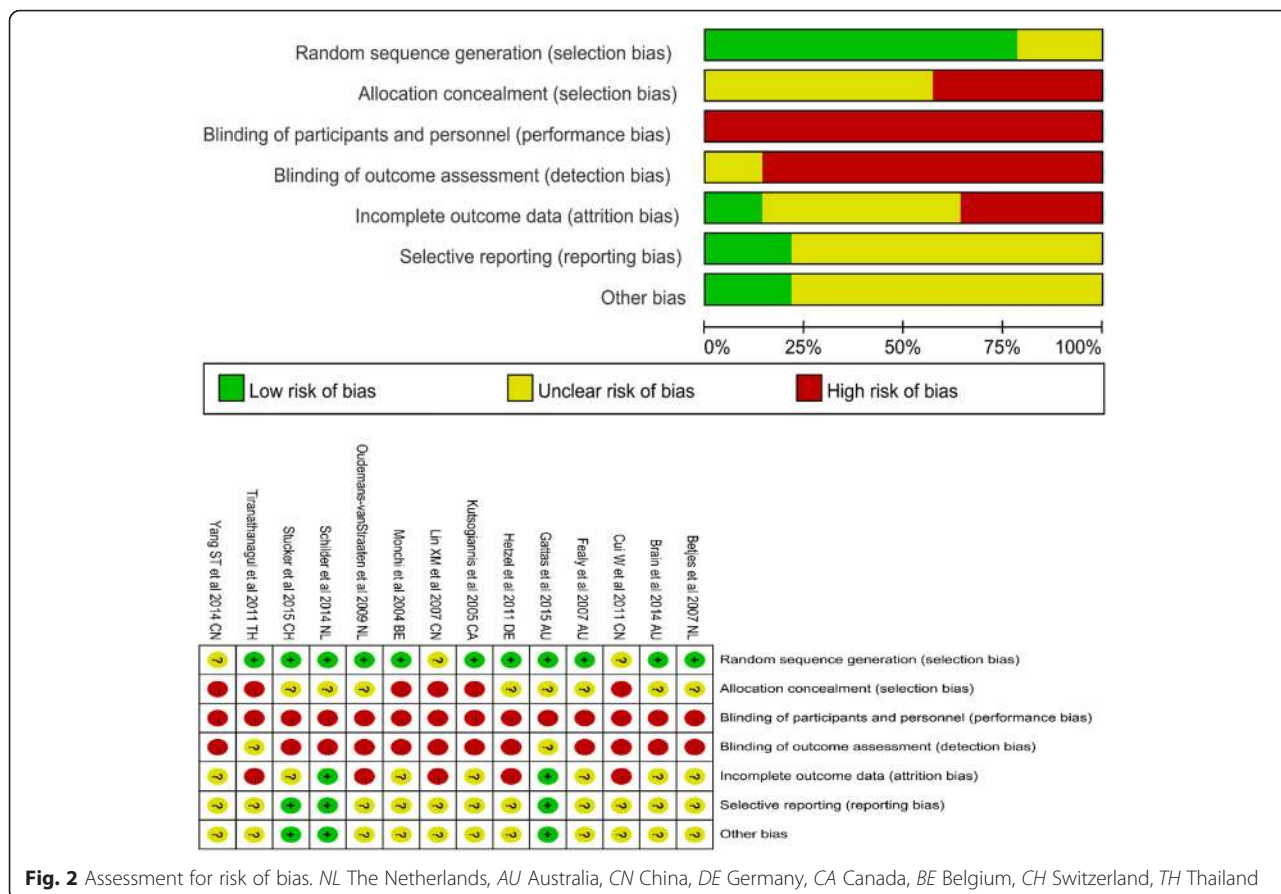 Random sequence generation (selection bias)
Allocation concealment (selection bias)
Blinding of participants and personnel (performance bias)
Blinding of outcome assessment (detection bias)
Incomplete outcome data (attrition bias)
Selective reporting (reporting bias)
Other bias
0% 25% 50% 75% 100%
Low risk of bias Unclear risk of bias High risk of bias
Yang ST et al 2014 CN
Tiranathanagul et al 2011 TH
Stucker et al 2015 CH
Schilder et al 2014 NL
Oudemans-vanStraaten et al 2009 NL
Monchi et al 2004 BE
Lin XM et al 2007 CN
Kutsogiannis et al 2005 CA
Hetzel et al 2011 DE
Gattas et al 2015 AU
Fealy et al 2007 AU
Cui W et al 2011 CN
Brain et al 2014 AU
Betjes et al 2007 NL
? + + + + + ? + + + + ? + + Random sequence generation (selection bias)
- - ? ? ? - - - ? ? ? - ? ? Allocation concealment (selection bias)
- - - - - - - - - - - - - - Blinding of participants and personnel (performance bias)
- ? - - - - - - - ? - - - - Blinding of outcome assessment (detection bias)
? - ? + - ? - ? - + ? - ? ? Incomplete outcome data (attrition bias)
? ? + + ? ? ? ? ? + ? ? ? ? Selective reporting (reporting bias)
? ? + + ? ? ? ? ? + ? ? ? ? Other bias
Fig. 2 Assessment for risk of bias. NL The Netherlands, AU Australia, CN China, DE Germany, CA Canada, BE Belgium, CH Switzerland, TH Thailand